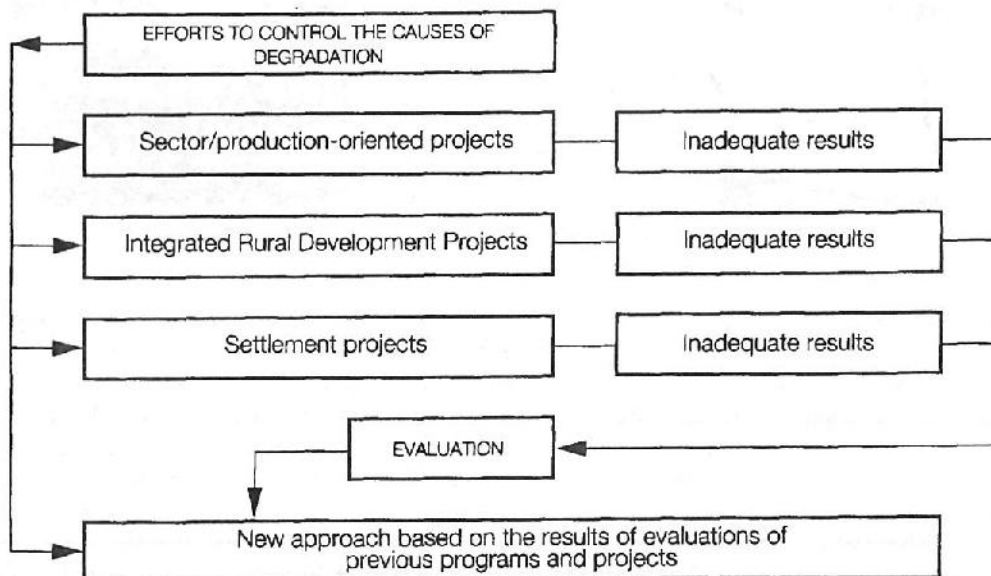 EFFORTS TO CONTROL THE CAUSES OF
DEGRADATION
Sector/production-oriented projects
Inadequate results
Integrated Rural Development Projects
Inadequate results
Settlement projects
Inadequate results
EVALUATION
New approach based on the results of evaluations of
previous programs and projects